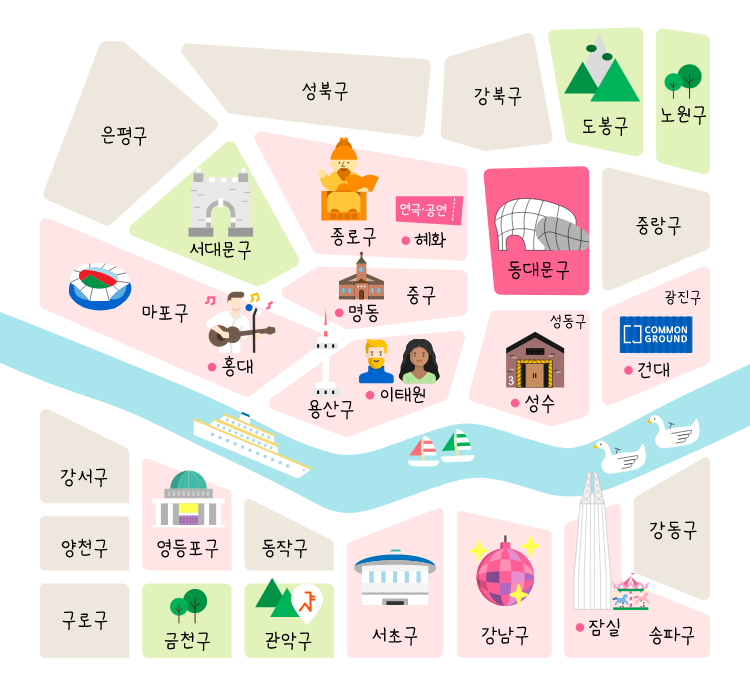 성북구
강북구
도봉구
노원구
은평구
연극·공연
서대문구
종로구
혜화
동대문구
중랑구
마포구
홍대
명동
중구
용산구
이태원
성동구
3
성수
광진구
COMMON
GROUND
건대
강서구
양천구
구로구
영등포구
금천구
동작구
관악구
서초구
강남구
잠실
송파구
강동구